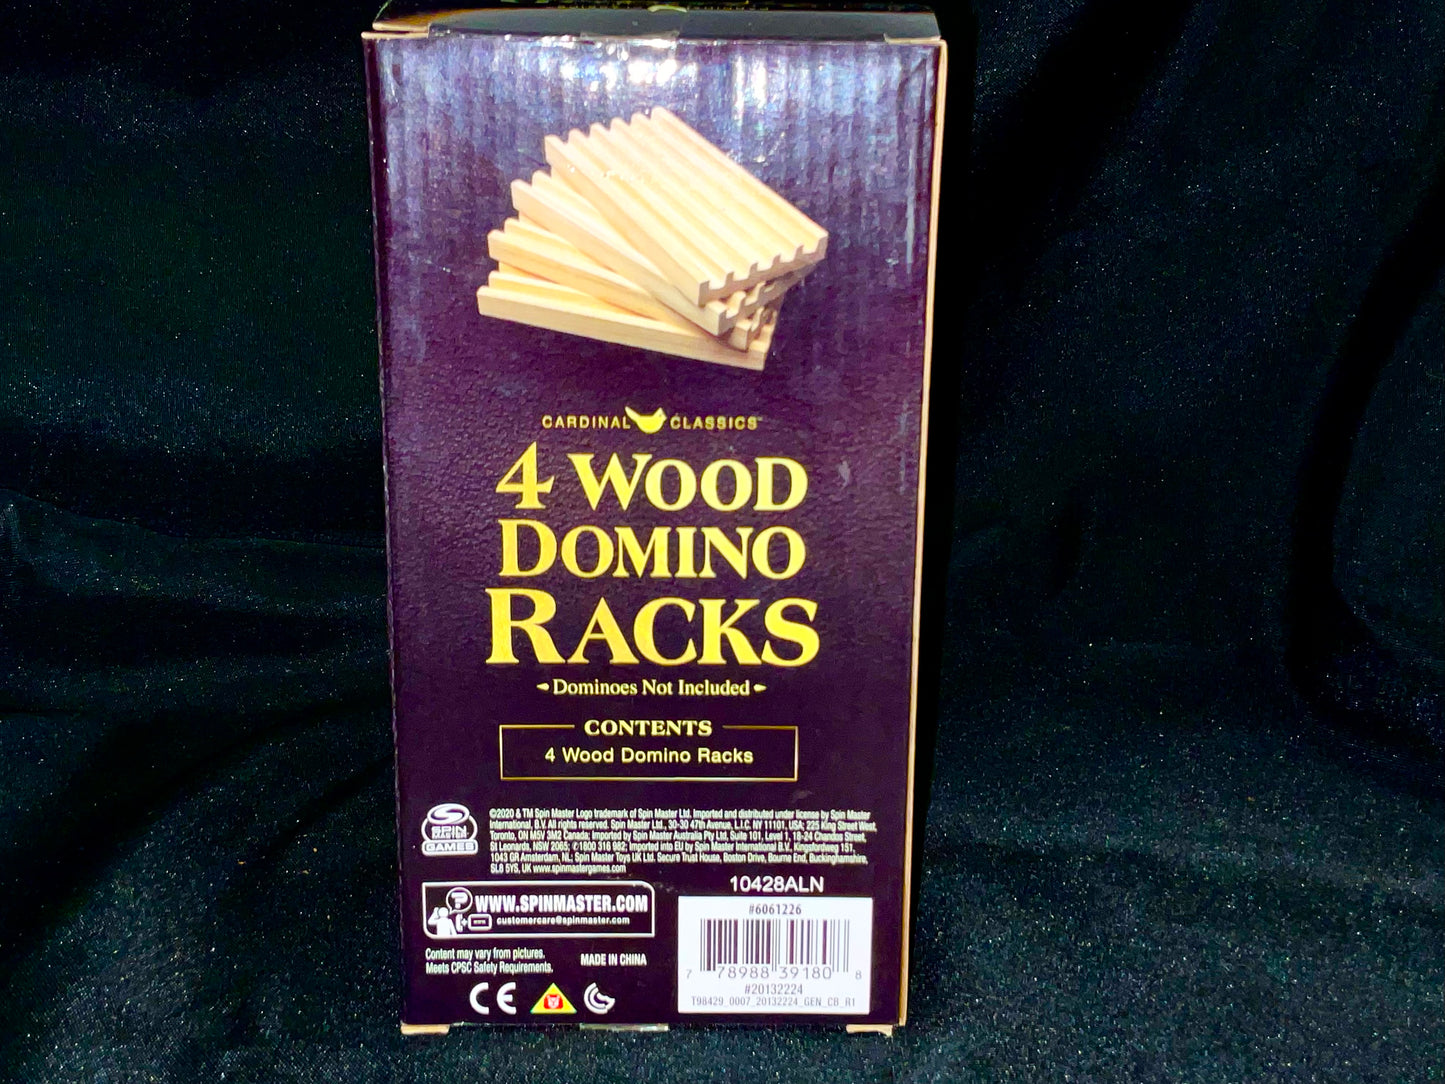 CARDINAL CLASSICS™
4 WOOD
DOMINO
RACKS
Dominoes Not Included
CONTENTS
4 Wood Domino Racks
SPIN
MASTER
GAMES
©2020 & TM Spin Master Logo trademark of Spin Master Ltd. Imported and distributed under license by Spin Master
International, B.V. All rights reserved. Spin Master Ltd., 30-30 47th Avenue, L.I.C. NY 11101, USA; 225 King Street West,
Toronto, ON M5V 3M2 Canada; Imported by Spin Master Australia Pty Ltd, Suite 101, Level 1, 18-24 Chandos Street,
St Leonards, NSW 2065; ✆1800 316 982; Imported into EU by Spin Master International B.V., Kingsfordweg 151,
1043 GR Amsterdam, NL; Spin Master Toys UK Ltd. Secure Trust House, Boston Drive, Bourne End, Buckinghamshire,
SL8 5YS, UK www.spinmastergames.com
10428ALN
WWW.SPINMASTER.COM
customercare@spinmaster.com
Content may vary from pictures.
Meets CPSC Safety Requirements.
MADE IN CHINA
CE
#6061226
7 78988 39180 8
#20132224
T98429_0007_20132224_GEN_CB_R1